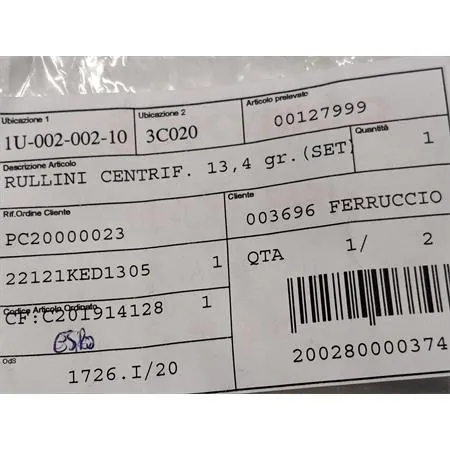 Ubicazione 1
Ubicazione 2
Articolo prelevato
1U-002-002-10
3C020
00127999
Descrizione Articolo
Quantità
RULLINI CENTRIF. 13,4 gr.(SET)
1
Rif.Ordine Cliente
Cliente
PC20000023
003696 FERRUCCIO
22121KED1305 1
QTA 1/ 2
Codice Articolo Ordinato
CF:C201914128 1
OdS
1726.I/20
200280000374